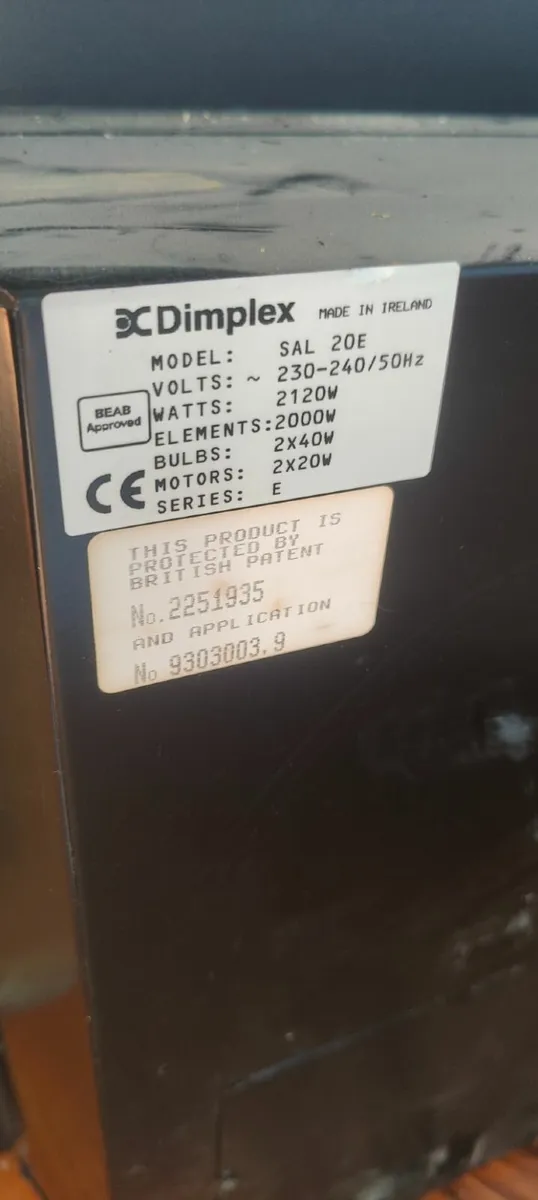 Dimplex MADE IN IRELAND
MODEL: SAL 20E
VOLTS: ~ 230-240/50Hz
WATTS: 2120W
ELEMENTS: 2000W
BULBS: 2X40W
MOTORS: 2X20W
SERIES: E
BEAB
Approved
CE
THIS PRODUCT IS
PROTECTED BY
BRITISH PATENT
No.2251935
AND APPLICATION
No 9303003.9